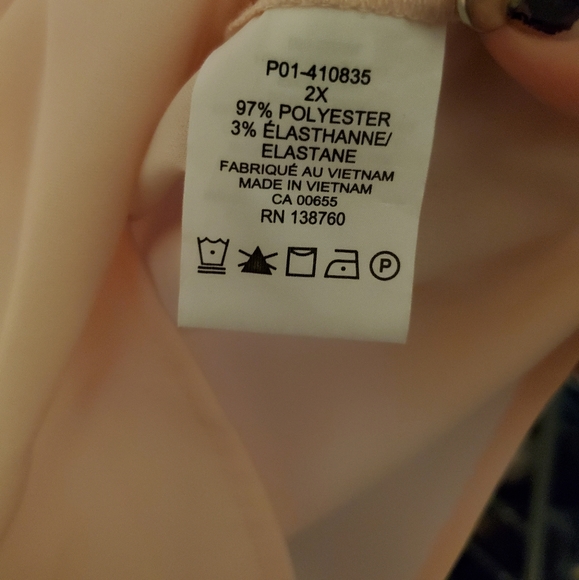 P01-410835
2X
97% POLYESTER
3% ÉLASTHANNE/
ELASTANE
FABRIQUÉ AU VIETNAM
MADE IN VIETNAM
CA 00655
RN 138760
P